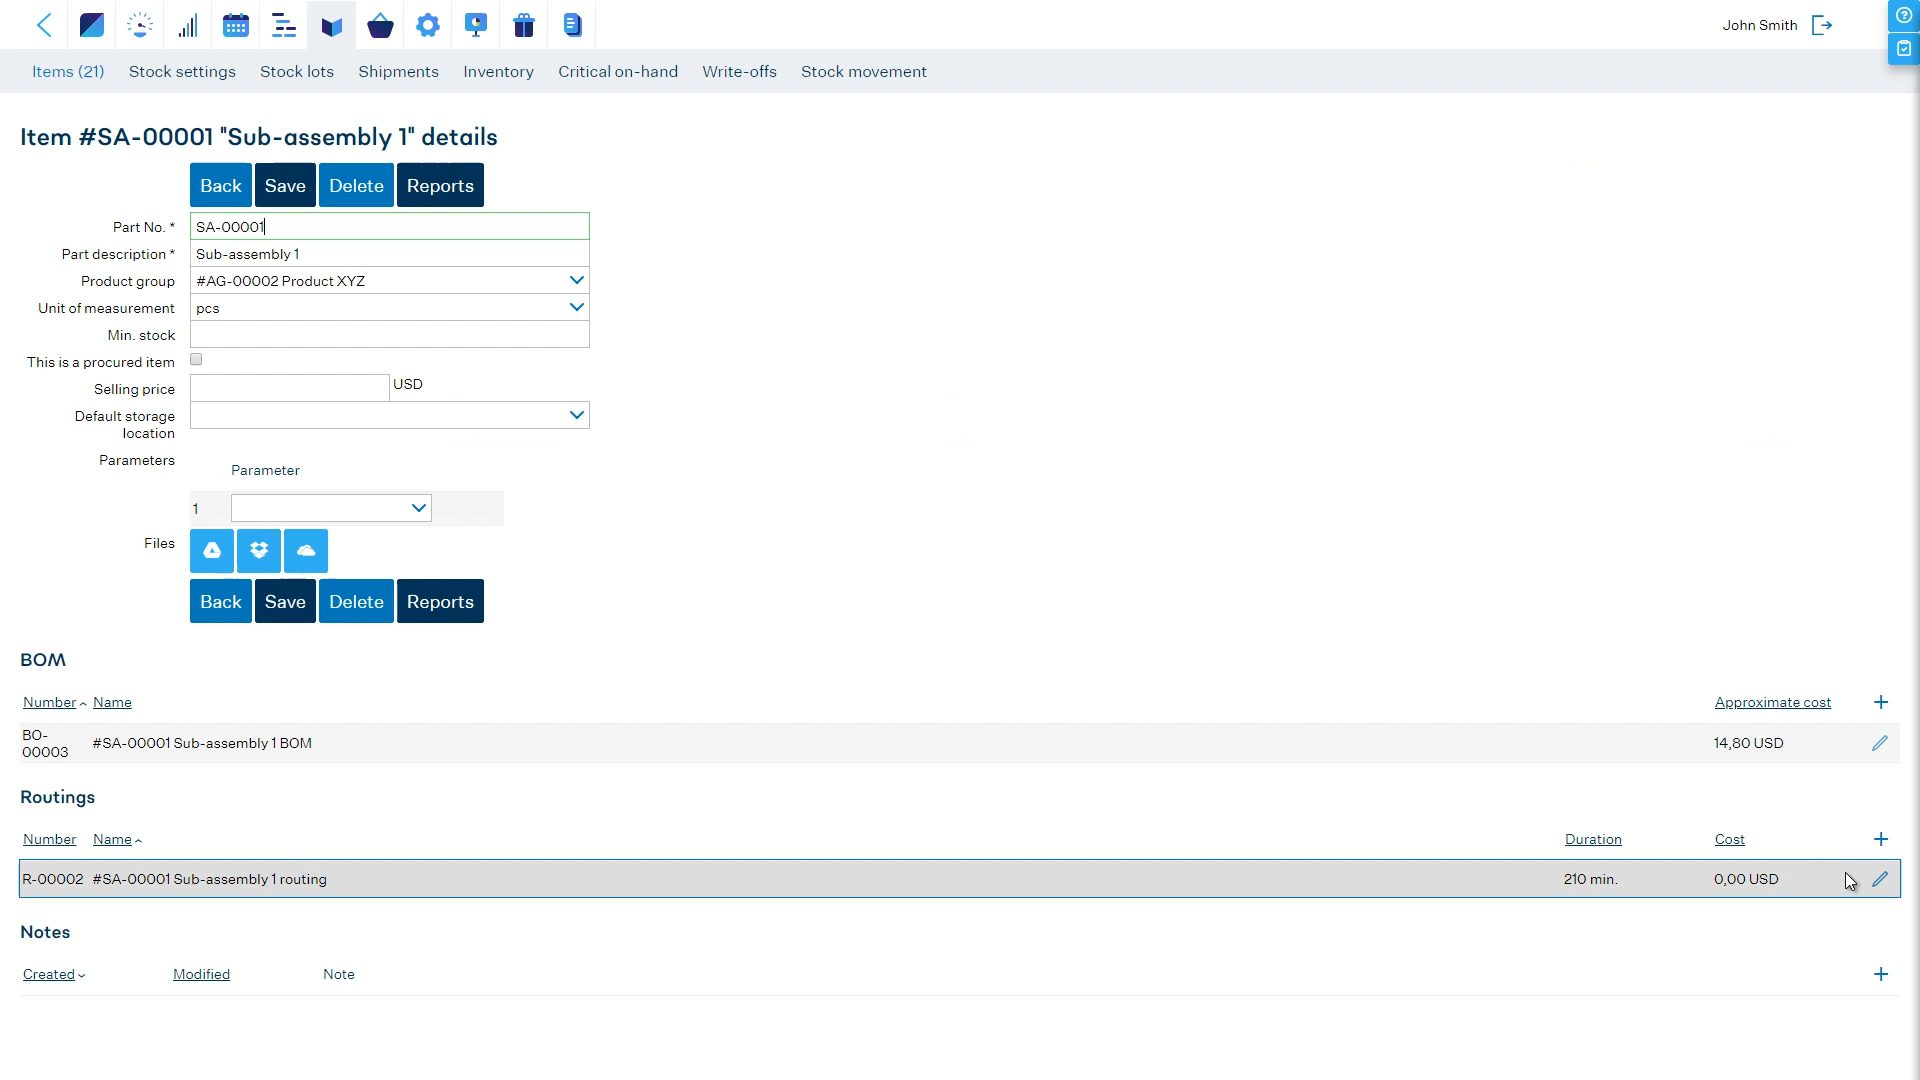 John Smith
Items (21) Stock settings Stock lots Shipments Inventory Critical on-hand Write-offs Stock movement
Item #SA-00001 "Sub-assembly 1" details
Back Save Delete Reports
Part No. * SA-00001
Part description * Sub-assembly 1
Product group #AG-00002 Product XYZ
Unit of measurement pcs
Min. stock
This is a procured item
Selling price USD
Default storage
location
Parameters
Parameter
1
Files
Back Save Delete Reports
BOM
Number Name Approximate cost
BO-
00003 #SA-00001 Sub-assembly 1 BOM 14,80 USD
Routings
Number Name Duration Cost
R-00002 #SA-00001 Sub-assembly 1 routing 210 min. 0,00 USD
Notes
Created Modified Note